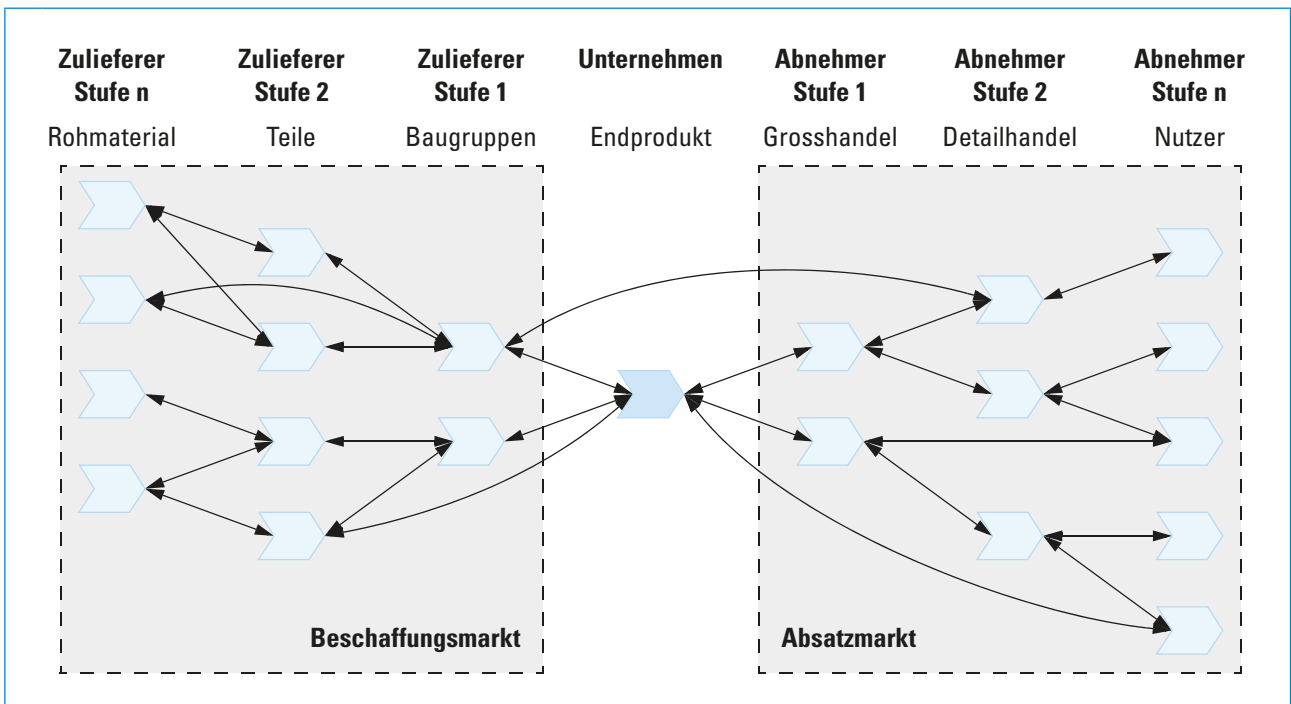 Zulieferer Stufe n
Zulieferer Stufe 2
Zulieferer Stufe 1
Unternehmen
Abnehmer Stufe 1
Abnehmer Stufe 2
Abnehmer Stufe n
Rohmaterial
Teile
Baugruppen
Endprodukt
Grosshandel
Detailhandel
Nutzer
Beschaffungsmarkt
Absatzmarkt